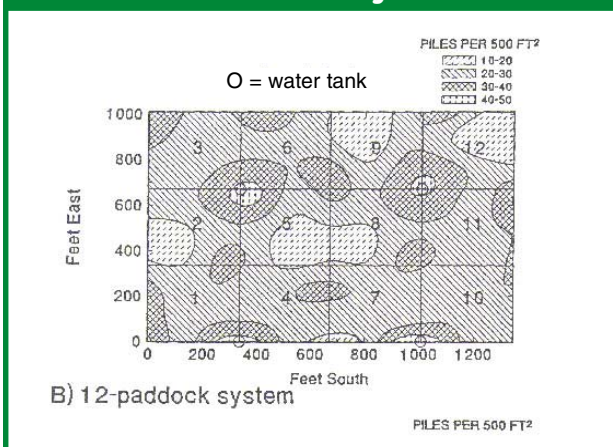 PILES PER 500 FT²
10-20
20-30
30-40
40-50
O = water tank
1000
800
600
400
200
0
Feet East
3 6 9 12
2 5 8 11
1 4 7 10
0 200 400 600 800 1000 1200
Feet South
B) 12-paddock system
PILES PER 500 FT²